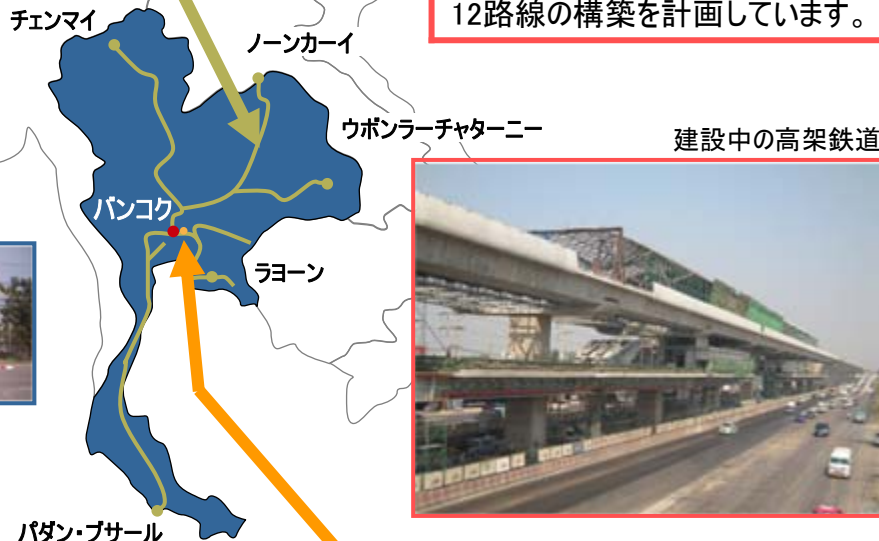 12路線の構築を計画しています。
チェンマイ
ノーンカーイ
ウボンラーチャターニー
建設中の高架鉄道
バンコク
ラヨーン
パダン・ブサール